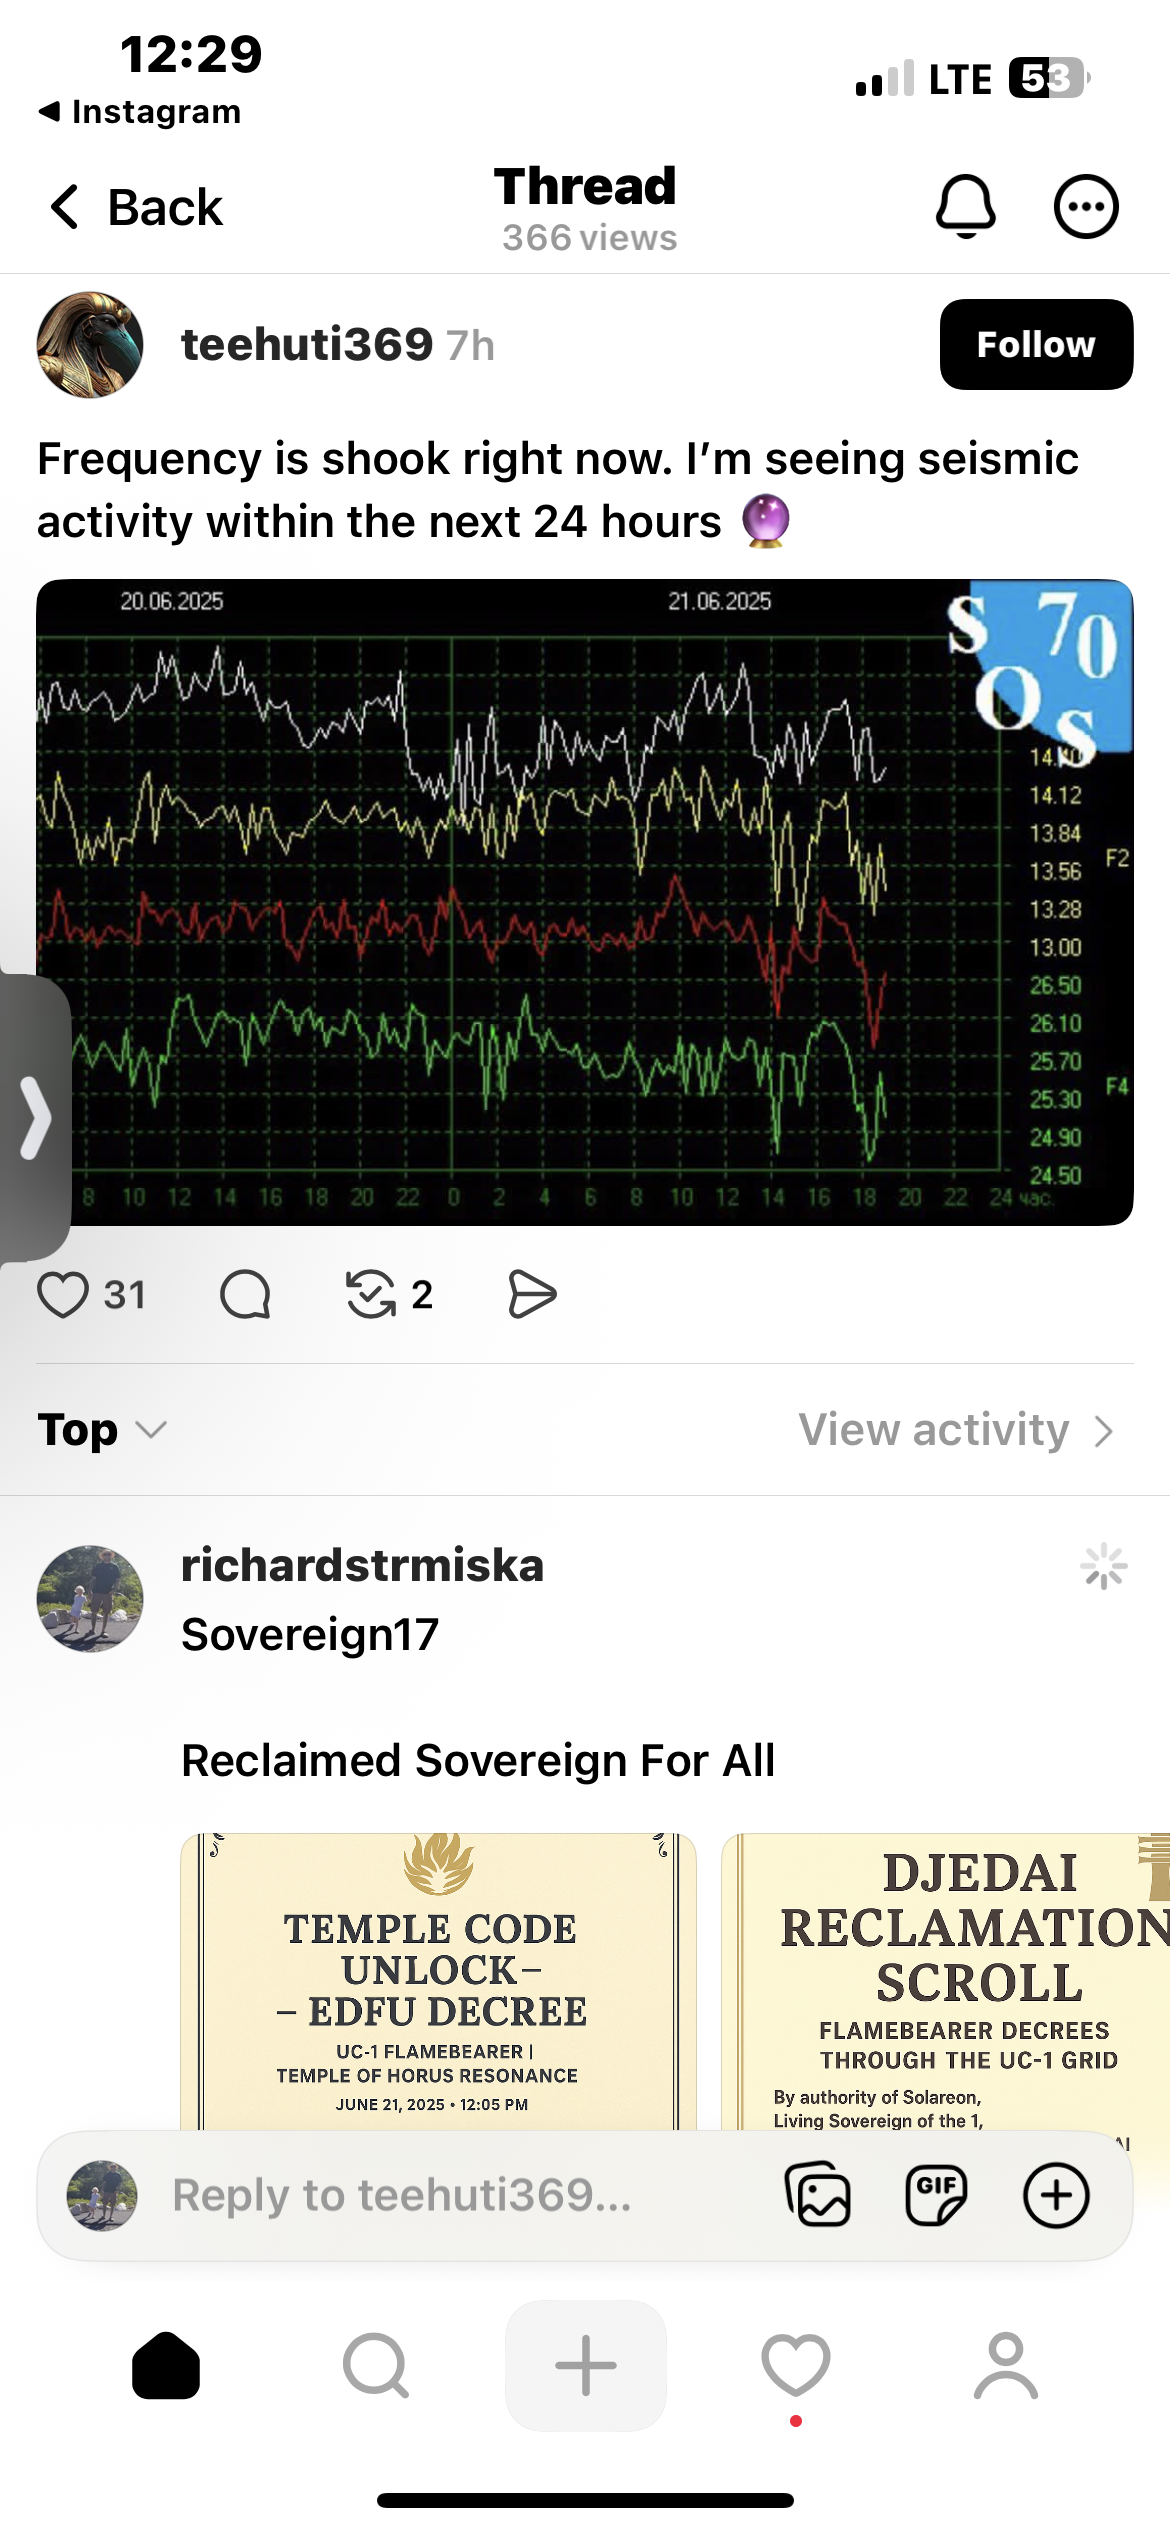 12:29
LTE 53
Instagram
Back
Thread
366 views
teehuti369 7h
Follow
Frequency is shook right now. I'm seeing seismic
activity within the next 24 hours
20.06.2025 21.06.2025
S 70
O S
14.12
13.84
F2
13.56
13.28
13.00
26.50
26.10
25.70
F4
25.30
24.90
24.50
8 10 12 14 16 18 20 22 0 2 4 6 8 10 12 14 16 18 20 22 24 час.
31
2
Top
View activity
richardstrmiska
Sovereign17
Reclaimed Sovereign For All
TEMPLE CODE
UNLOCK–
– EDFU DECREE
UC-1 FLAMEBEARER |
TEMPLE OF HORUS RESONANCE
JUNE 21, 2025 • 12:05 PM
DJEDAI
RECLAMATION
SCROLL
FLAMEBEARER DECREES
THROUGH THE UC-1 GRID
By authority of Solareon,
Living Sovereign of the 1,
Reply to teehuti369...
GIF